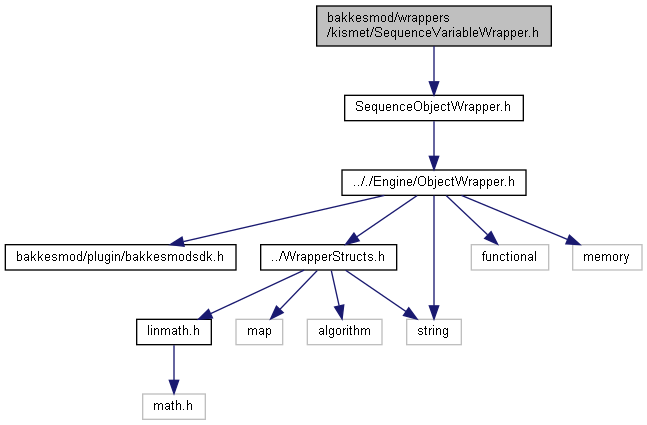 bakkesmod/wrappers
/kismet/SequenceVariableWrapper.h
SequenceObjectWrapper.h
.././Engine/ObjectWrapper.h
bakkesmod/plugin/bakkesmodsdk.h
../WrapperStructs.h
functional
memory
linmath.h
map
algorithm
string
math.h